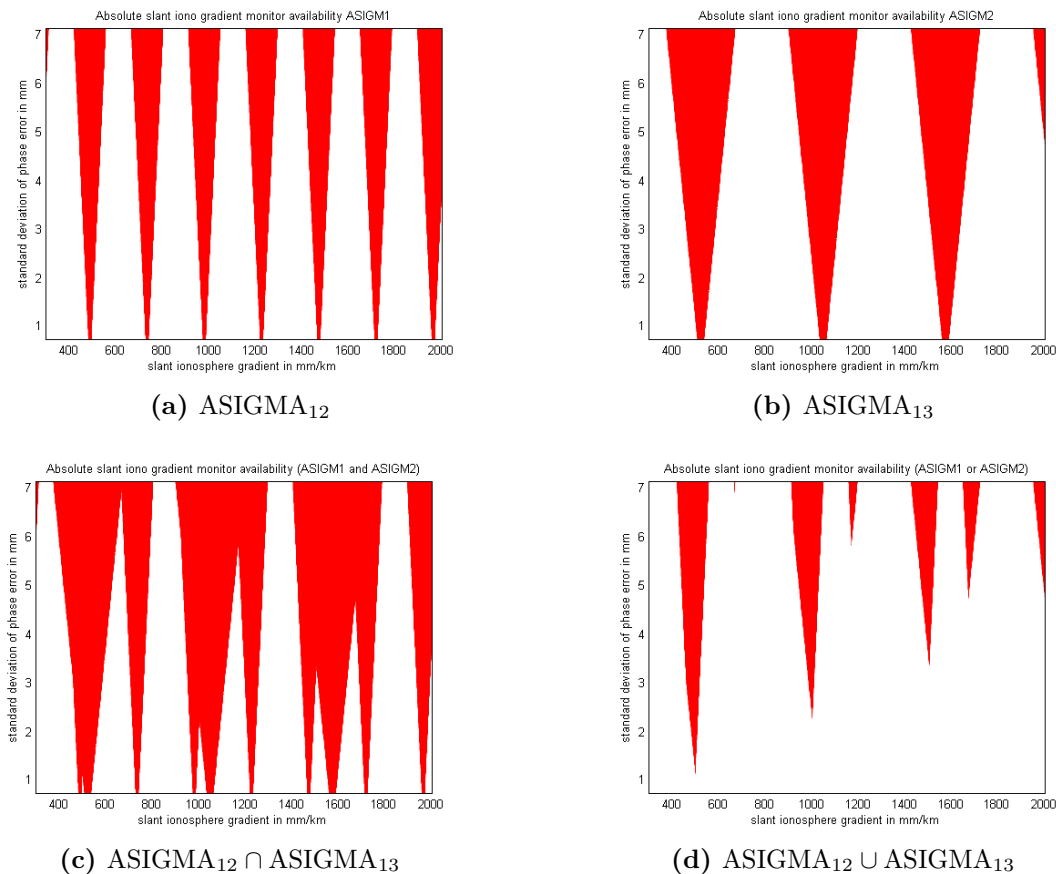 Absolute slant iono gradient monitor availability ASIGM1
7
6
5
4
3
2
1
standard deviation of phase error in mm
400 600 800 1000 1200 1400 1600 1800 2000
slant ionosphere gradient in mm/km
(a) ASIGMA₁₂
Absolute slant iono gradient monitor availability ASIGM2
7
6
5
4
3
2
1
standard deviation of phase error in mm
400 600 800 1000 1200 1400 1600 1800 2000
slant ionosphere gradient in mm/km
(b) ASIGMA₁₃
Absolute slant iono gradient monitor availability (ASIGM1 and ASIGM2)
7
6
5
4
3
2
1
standard deviation of phase error in mm
400 600 800 1000 1200 1400 1600 1800 2000
slant ionosphere gradient in mm/km
(c) ASIGMA₁₂ ∩ ASIGMA₁₃
Absolute slant iono gradient monitor availability (ASIGM1 or ASIGM2)
7
6
5
4
3
2
1
standard deviation of phase error in mm
400 600 800 1000 1200 1400 1600 1800 2000
slant ionosphere gradient in mm/km
(d) ASIGMA₁₂ ∪ ASIGMA₁₃